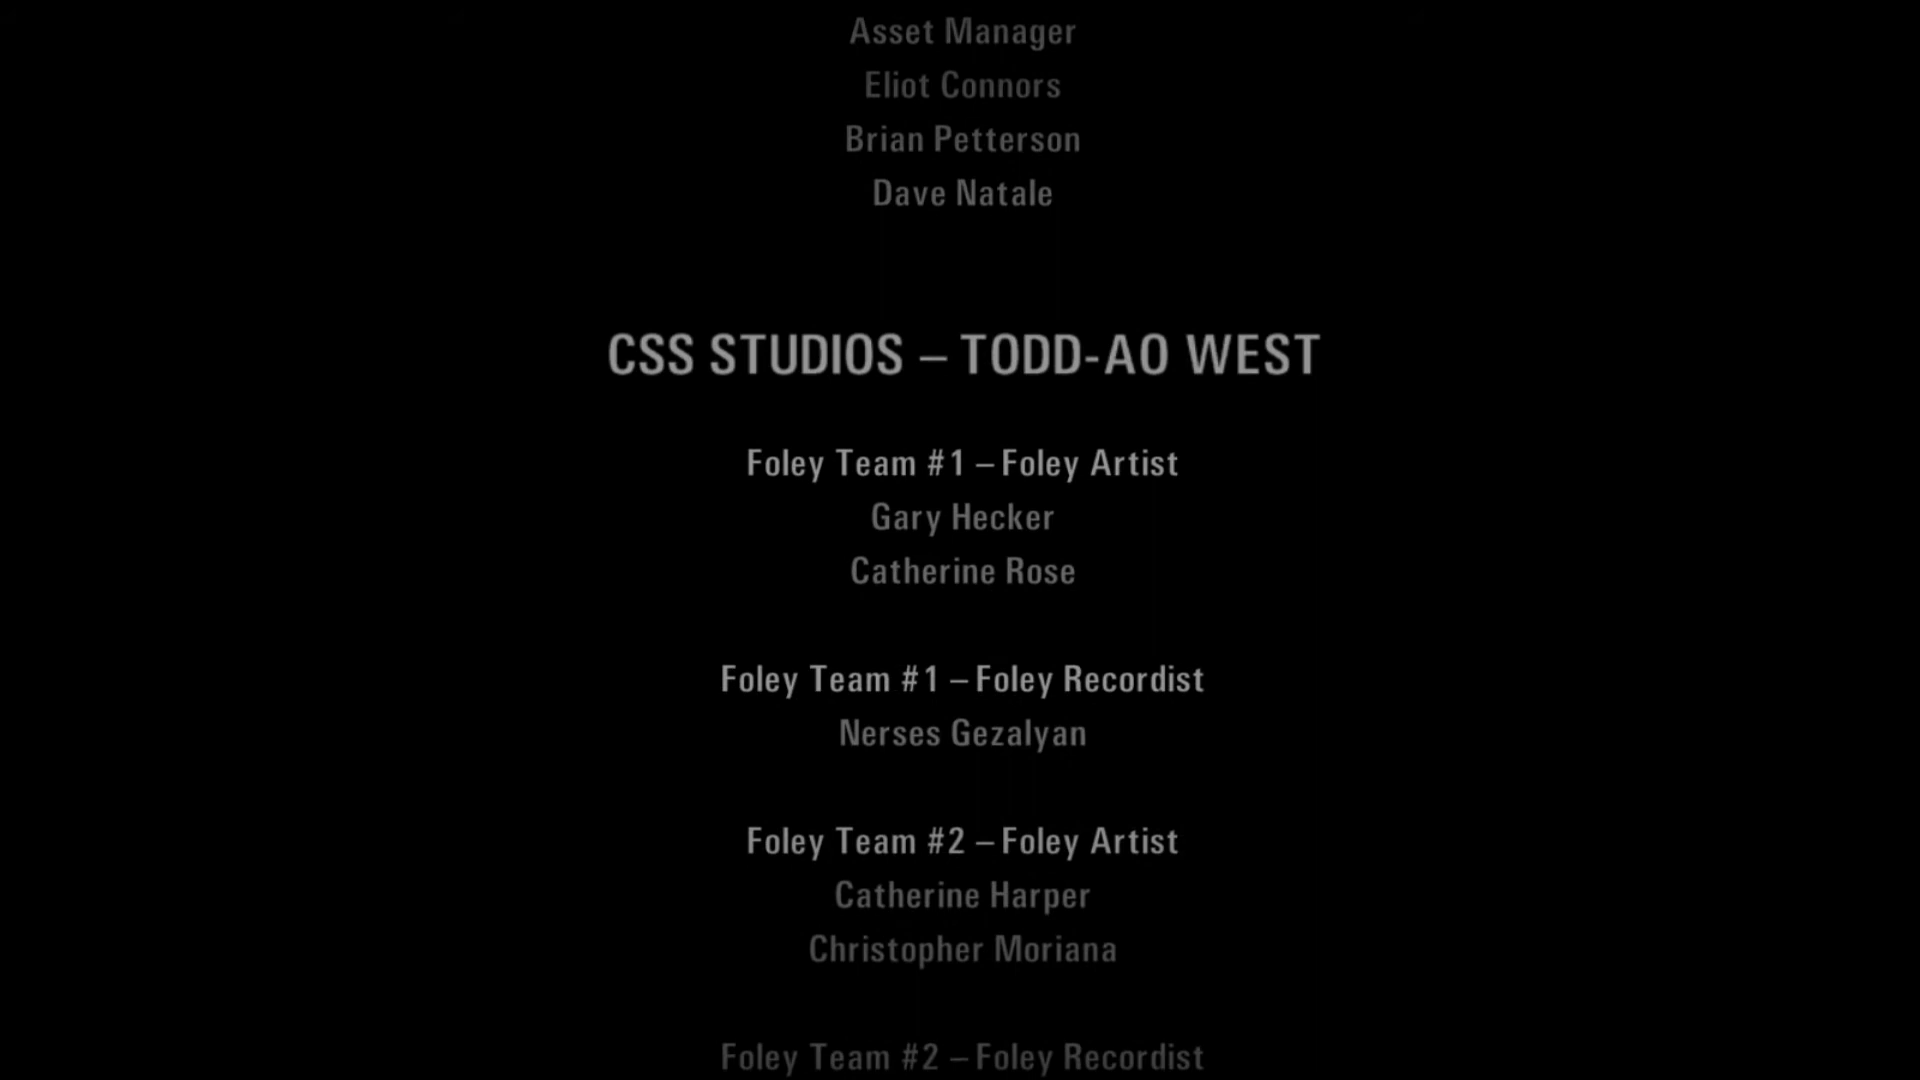 Asset Manager
Eliot Connors
Brian Petterson
Dave Natale
CSS STUDIOS – TODD-AO WEST
Foley Team #1 – Foley Artist
Gary Hecker
Catherine Rose
Foley Team #1 – Foley Recordist
Nerses Gezalyan
Foley Team #2 – Foley Artist
Catherine Harper
Christopher Moriana
Foley Team #2 – Foley Recordist